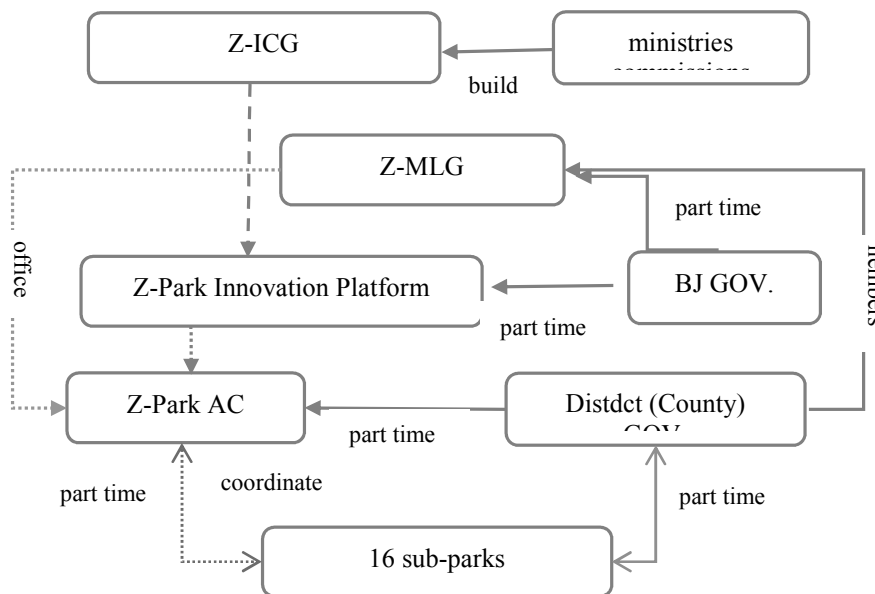 Z-ICG
ministries
build
Z-MLG
part time
office
Z-Park Innovation Platform
BJ GOV.
part time
Z-Park AC
Distdct (County)
part time
part time
coordinate
part time
16 sub-parks